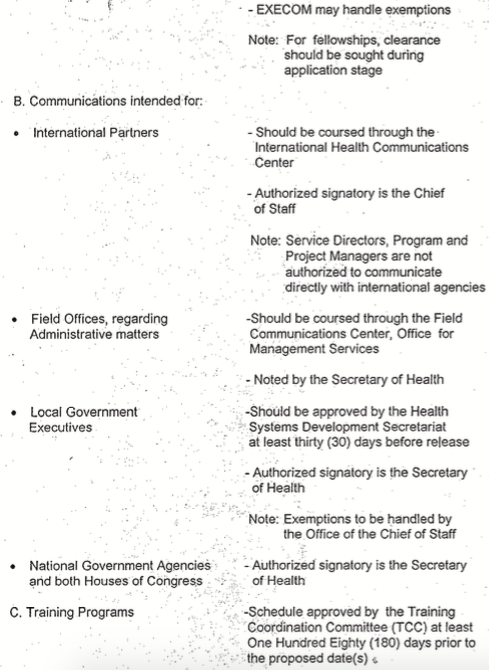 - EXECOM may handle exemptions
Note: For fellowships, clearance
should be sought during
application stage
B. Communications intended for:
• International Partners
- Should be coursed through the
International Health Communications
Center
- Authorized signatory is the Chief
of Staff
Note: Service Directors, Program and
Project Managers are not
authorized to communicate
directly with international agencies
• Field Offices, regarding
Administrative matters
-Should be coursed through the Field
Communications Center, Office for
Management Services
- Noted by the Secretary of Health
• Local Government
Executives
-Should be approved by the Health
Systems Development Secretariat
at least thirty (30) days before release
- Authorized signatory is the Secretary
of Health
Note: Exemptions to be handled by
the Office of the Chief of Staff
• National Government Agencies
and both Houses of Congress
- Authorized signatory is the Secretary
of Health
C. Training Programs
-Schedule approved by the Training
Coordination Committee (TCC) at least
One Hundred Eighty (180) days prior to
the proposed date(s)